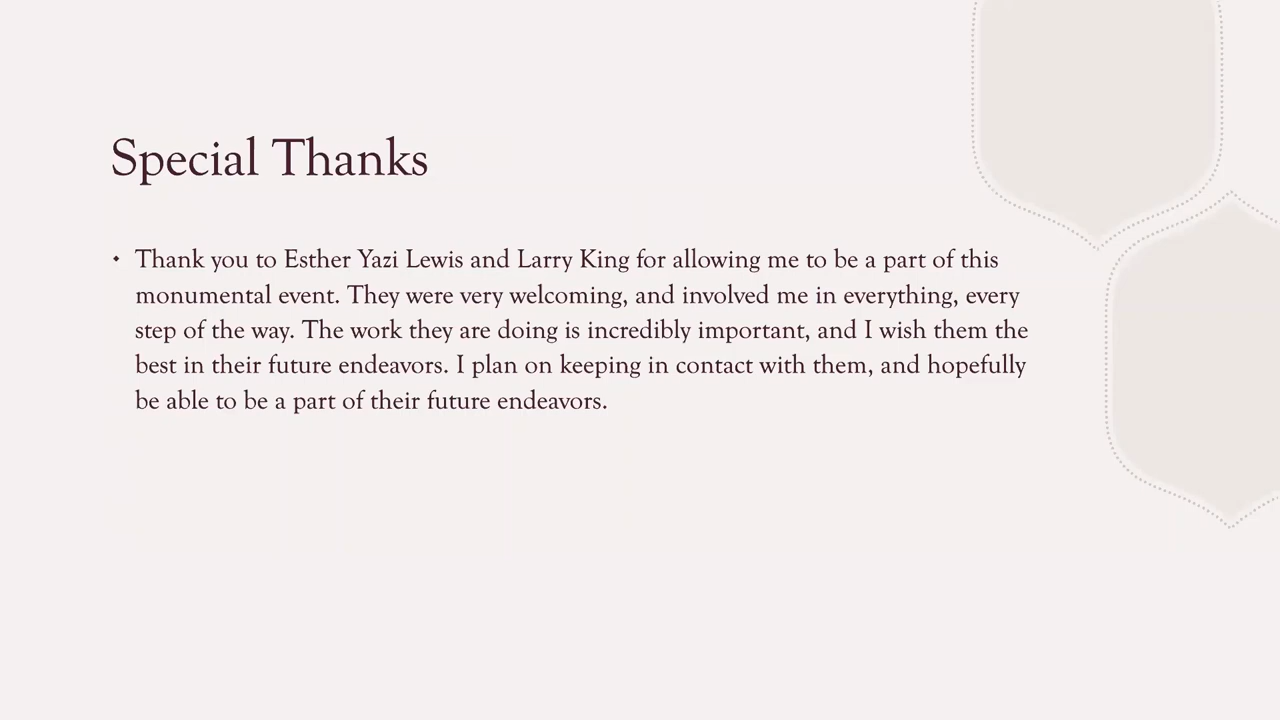 Special Thanks
• Thank you to Esther Yazi Lewis and Larry King for allowing me to be a part of this
monumental event. They were very welcoming, and involved me in everything, every
step of the way. The work they are doing is incredibly important, and I wish them the
best in their future endeavors. I plan on keeping in contact with them, and hopefully
be able to be a part of their future endeavors.